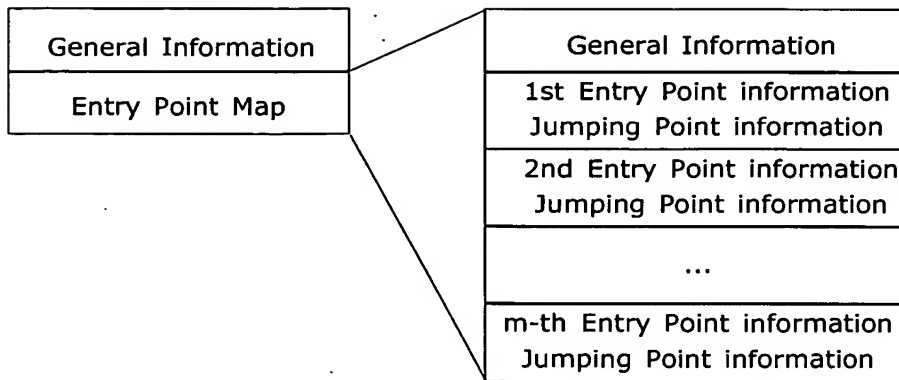 General Information
Entry Point Map
General Information
1st Entry Point information
Jumping Point information
2nd Entry Point information
Jumping Point information
...
m-th Entry Point information
Jumping Point information